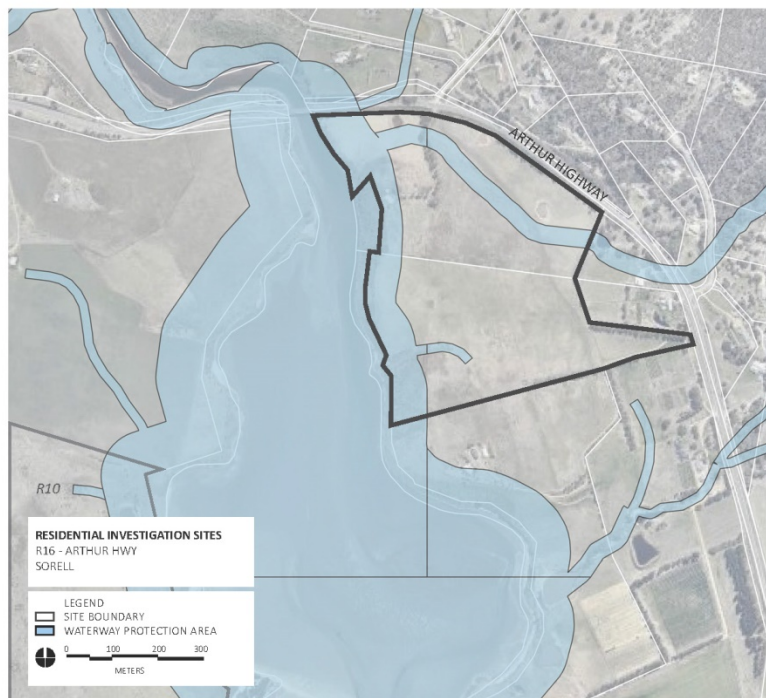 ARTHUR HIGHWAY
R10
RESIDENTIAL INVESTIGATION SITES
R16 - ARTHUR HWY
SORELL
LEGEND
SITE BOUNDARY
WATERWAY PROTECTION AREA
0 100 200 300
METERS